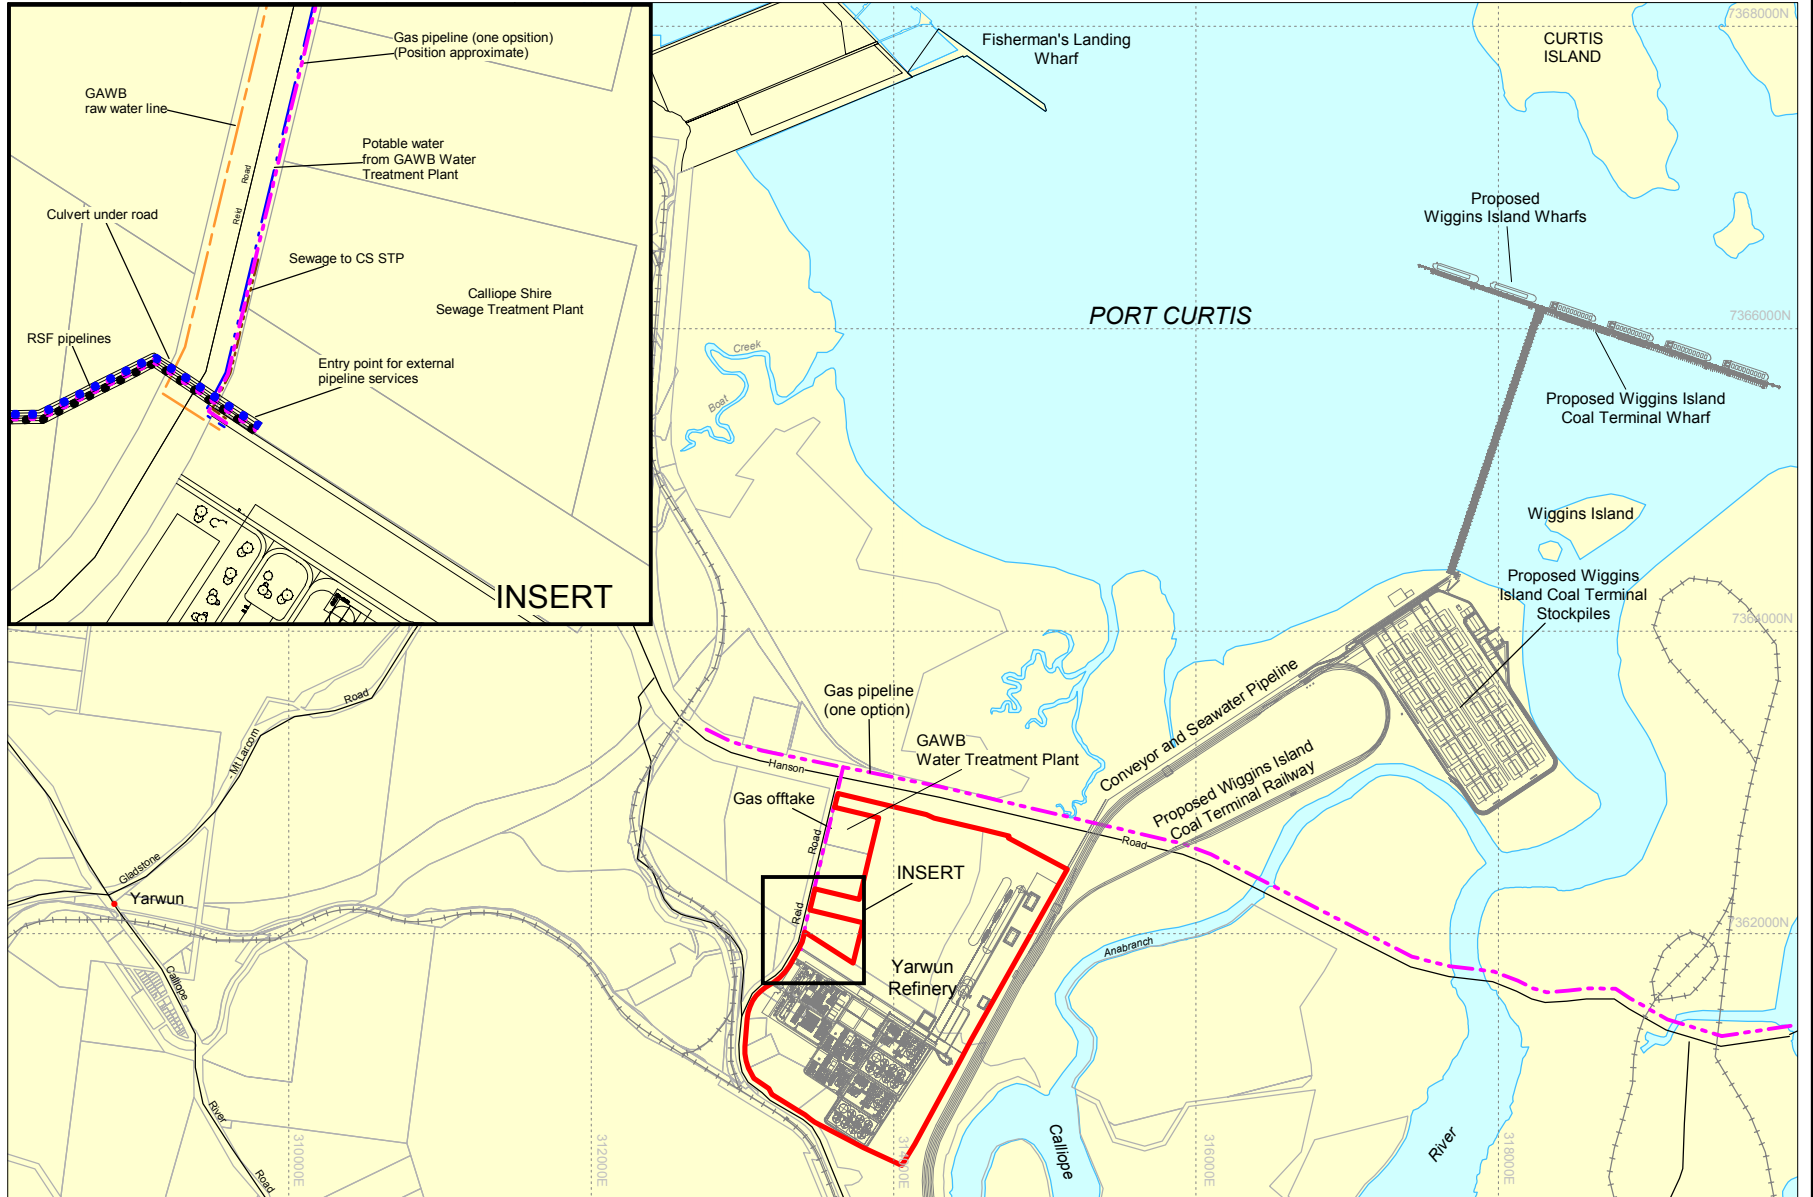 Gas pipeline (one opsition)
(Position approximate)
GAWB
raw water line
Potable water
from GAWB Water
Treatment Plant
Road
Reid
Culvert under road
Sewage to CS STP
Calliope Shire
Sewage Treatment Plant
RSF pipelines
Entry point for external
pipeline services
INSERT
Fisherman's Landing
Wharf
CURTIS
ISLAND
7368000N
Proposed
Wiggins Island Wharfs
PORT CURTIS
7366000N
Creek
Boat
Proposed Wiggins Island
Coal Terminal Wharf
Wiggins Island
Proposed Wiggins
Island Coal Terminal
Stockpiles
7364000N
Conveyor and Seawater Pipeline
Proposed Wiggins Island
Coal Terminal Railway
Gas pipeline
(one option)
GAWB
Water Treatment Plant
Hanson
Road
Gas offtake
Road
Reid
INSERT
Road
- Mt Larcom
Gladstone
Yarwun
Calliope
River
Road
Yarwun
Refinery
Anabranch
7362000N
Calliope
River
310000E
312000E
314000E
316000E
318000E